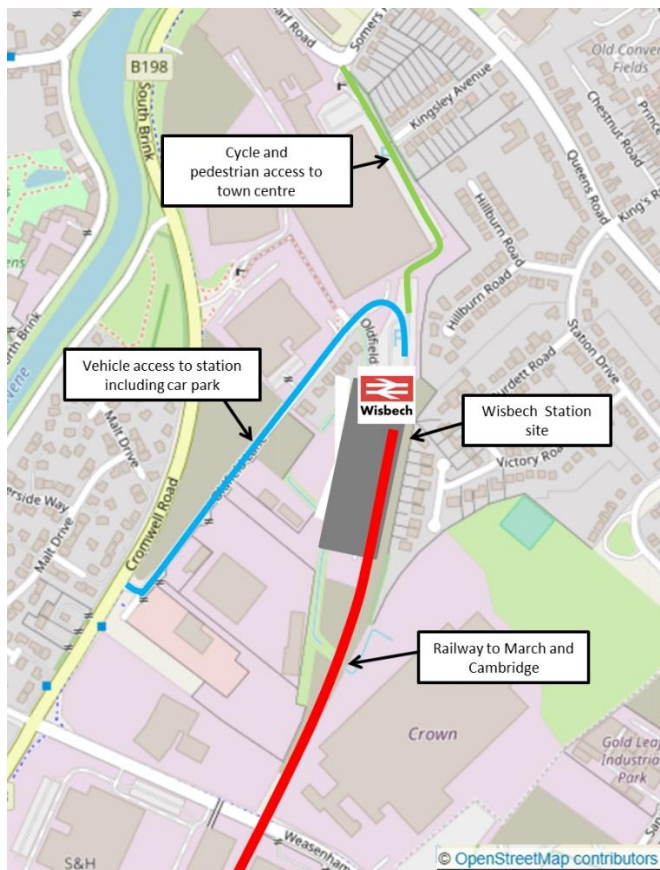 Somers
Old Conven
Fields
B198
South Brink
Kingsley Avenue
Chestnut Road
Cycle and
pedestrian access to
town centre
Queens Road
King's
Hillburn Road
Hillburn Road
Station Drive
Oldfield
Vehicle access to station
including car park
Wisbech
Wisbech Station
site
Malt Drive
Victory Road
Cromwell Road
Malt Drive
Railway to March and
Cambridge
Crown
Gold Leaf
Industrial
Park
Weasenham
S&H
© OpenStreetMap contributors